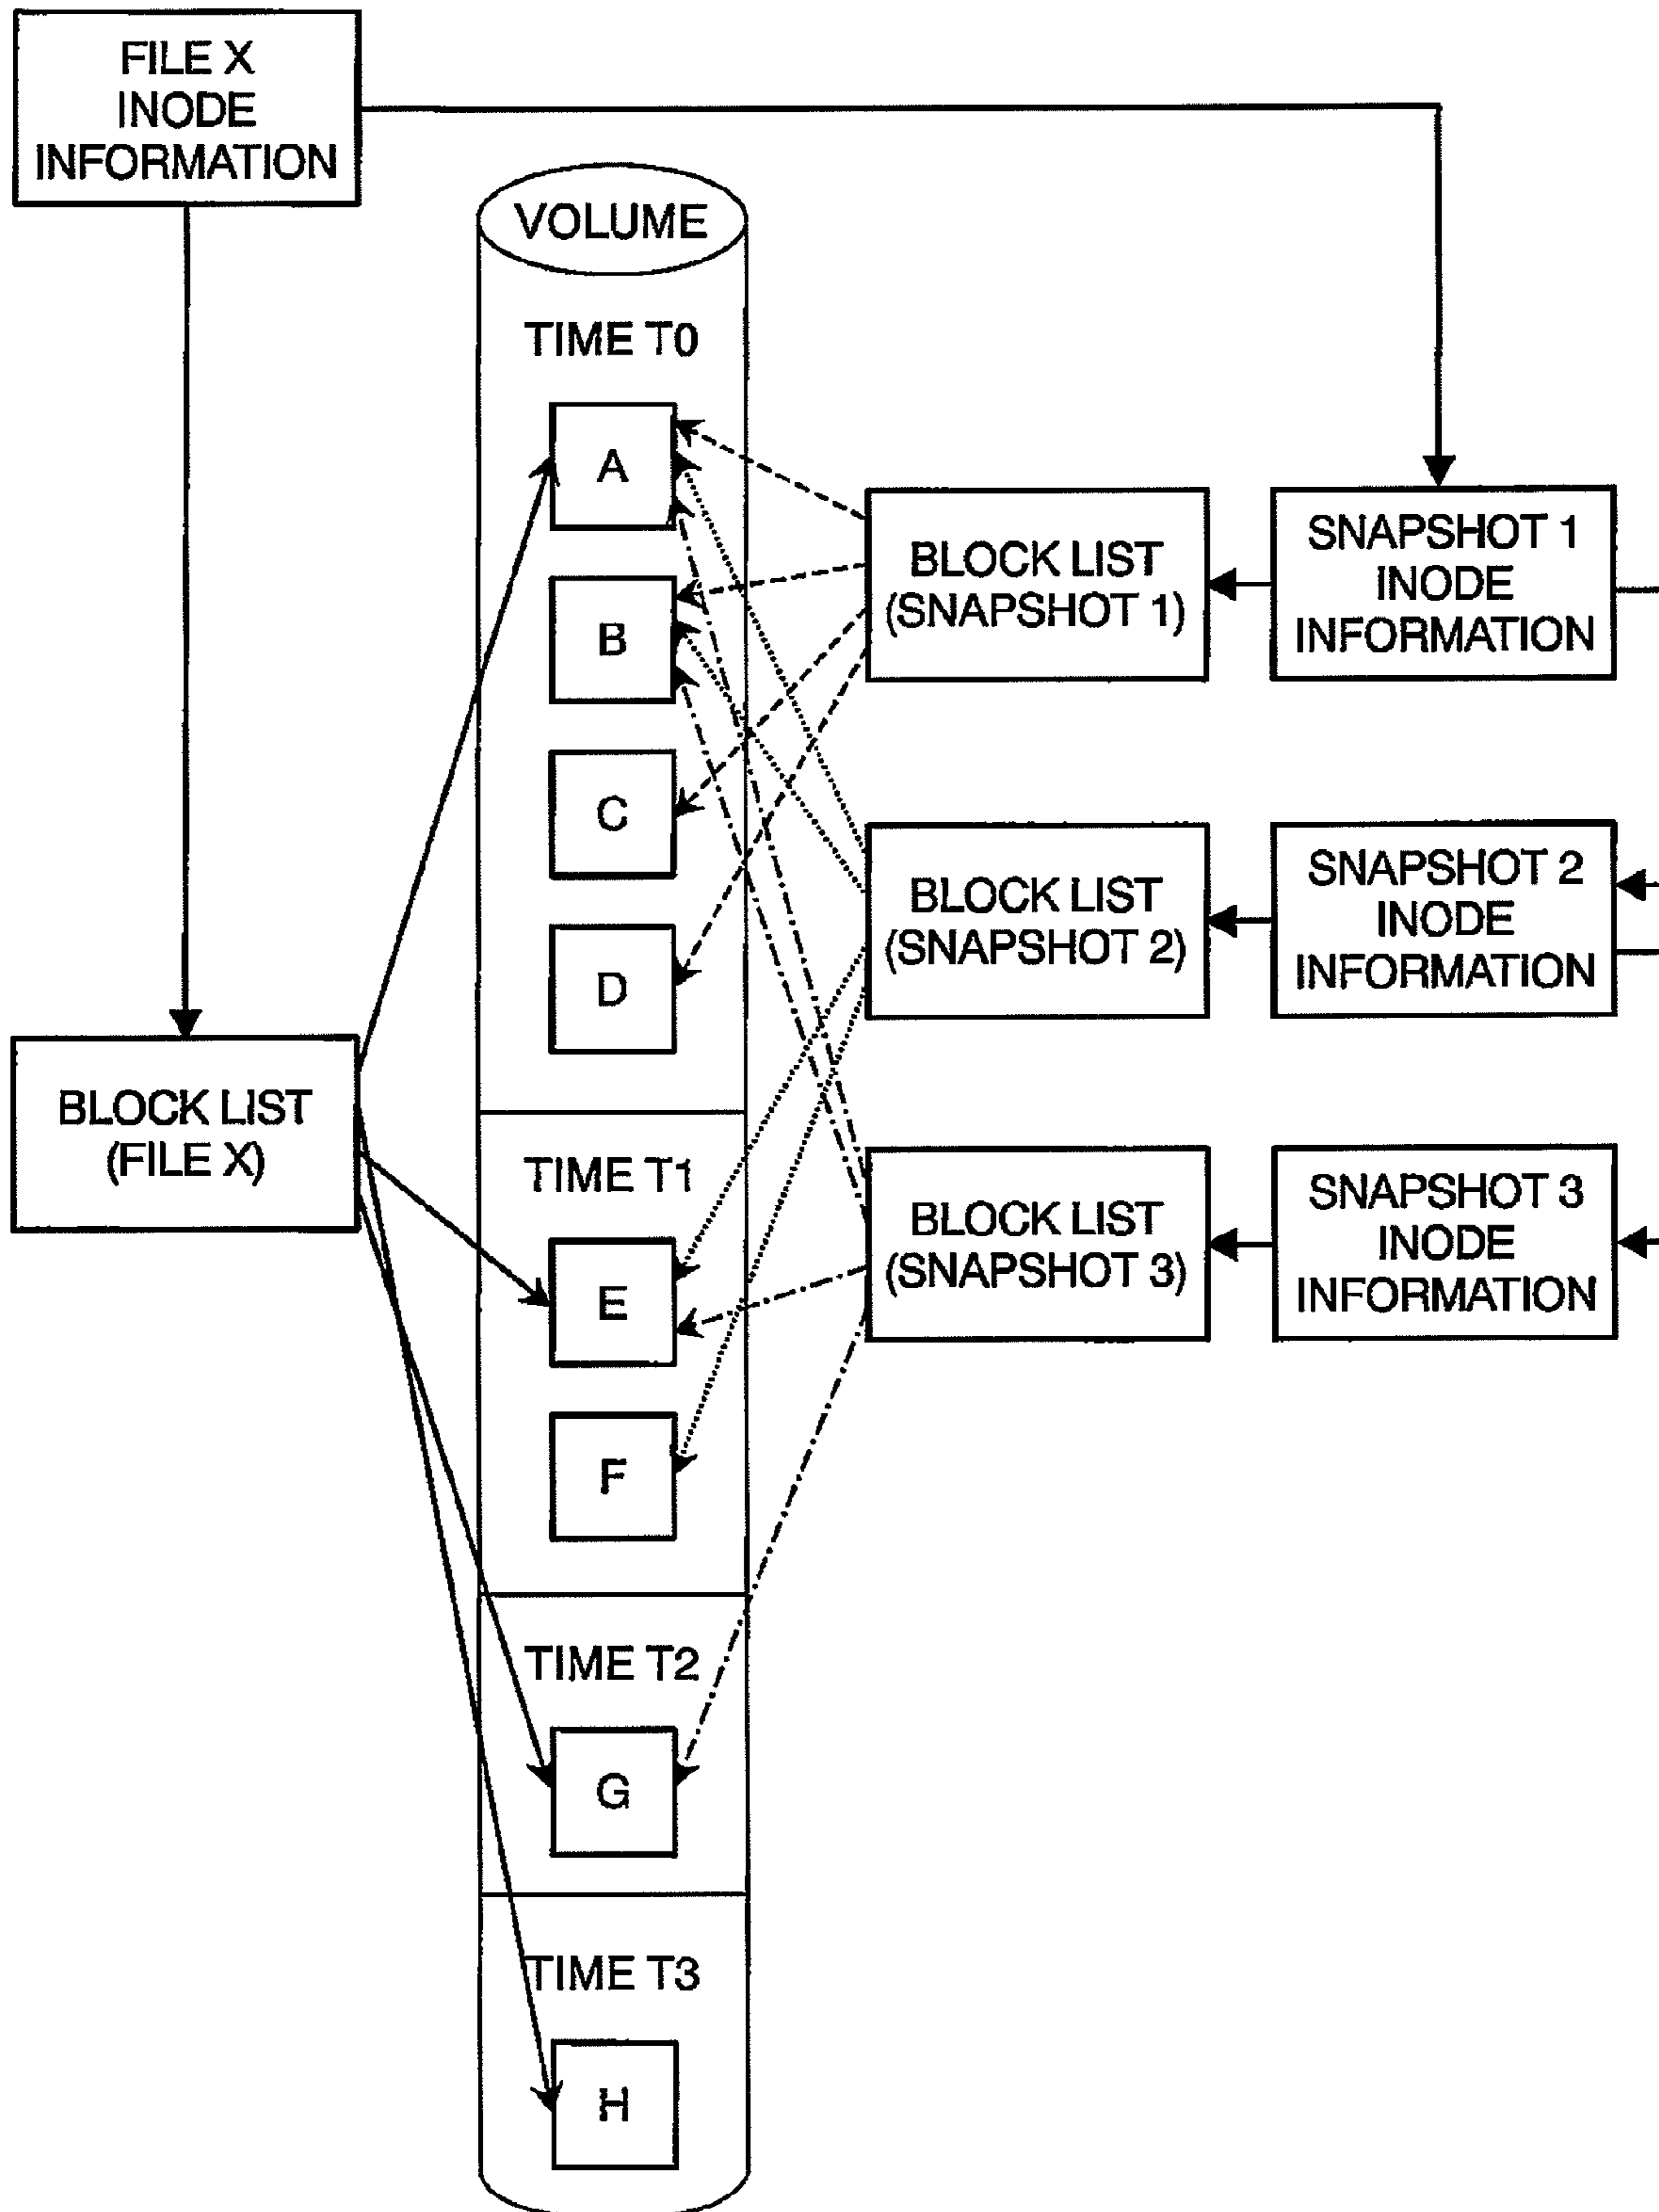 FILE X
INODE
INFORMATION
VOLUME
TIME T0
A
B
C
D
BLOCK LIST
(SNAPSHOT 1)
SNAPSHOT 1
INODE
INFORMATION
BLOCK LIST
(SNAPSHOT 2)
SNAPSHOT 2
INODE
INFORMATION
BLOCK LIST
(FILE X)
TIME T1
E
F
BLOCK LIST
(SNAPSHOT 3)
SNAPSHOT 3
INODE
INFORMATION
TIME T2
G
TIME T3
H